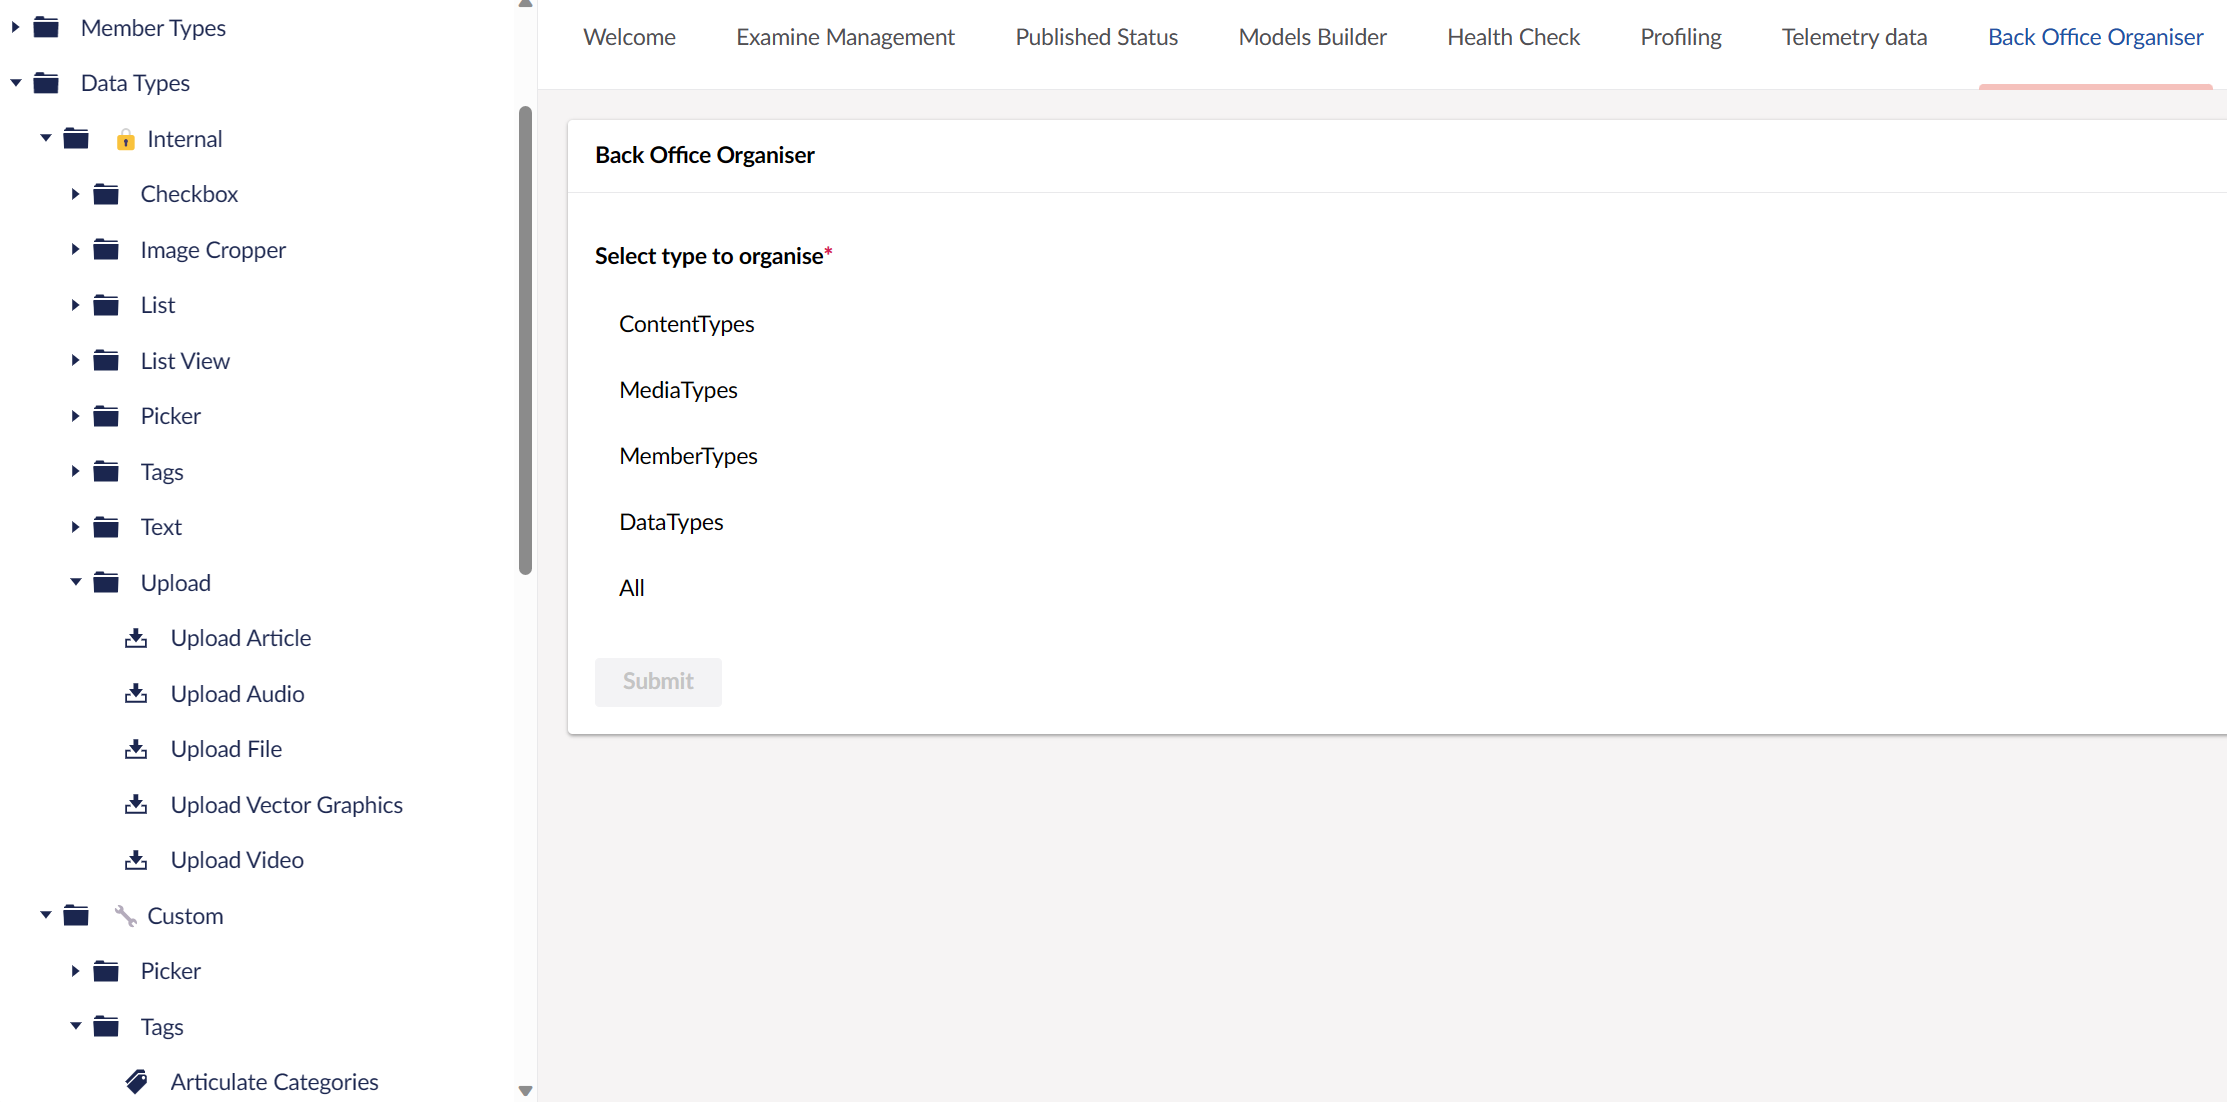 Member Types
Data Types
Internal
Checkbox
Image Cropper
List
List View
Picker
Tags
Text
Upload
Upload Article
Upload Audio
Upload File
Upload Vector Graphics
Upload Video
Custom
Picker
Tags
Articulate Categories
Welcome Examine Management Published Status Models Builder Health Check Profiling Telemetry data Back Office Organiser
Back Office Organiser
Select type to organise*
ContentTypes
MediaTypes
MemberTypes
DataTypes
All
Submit